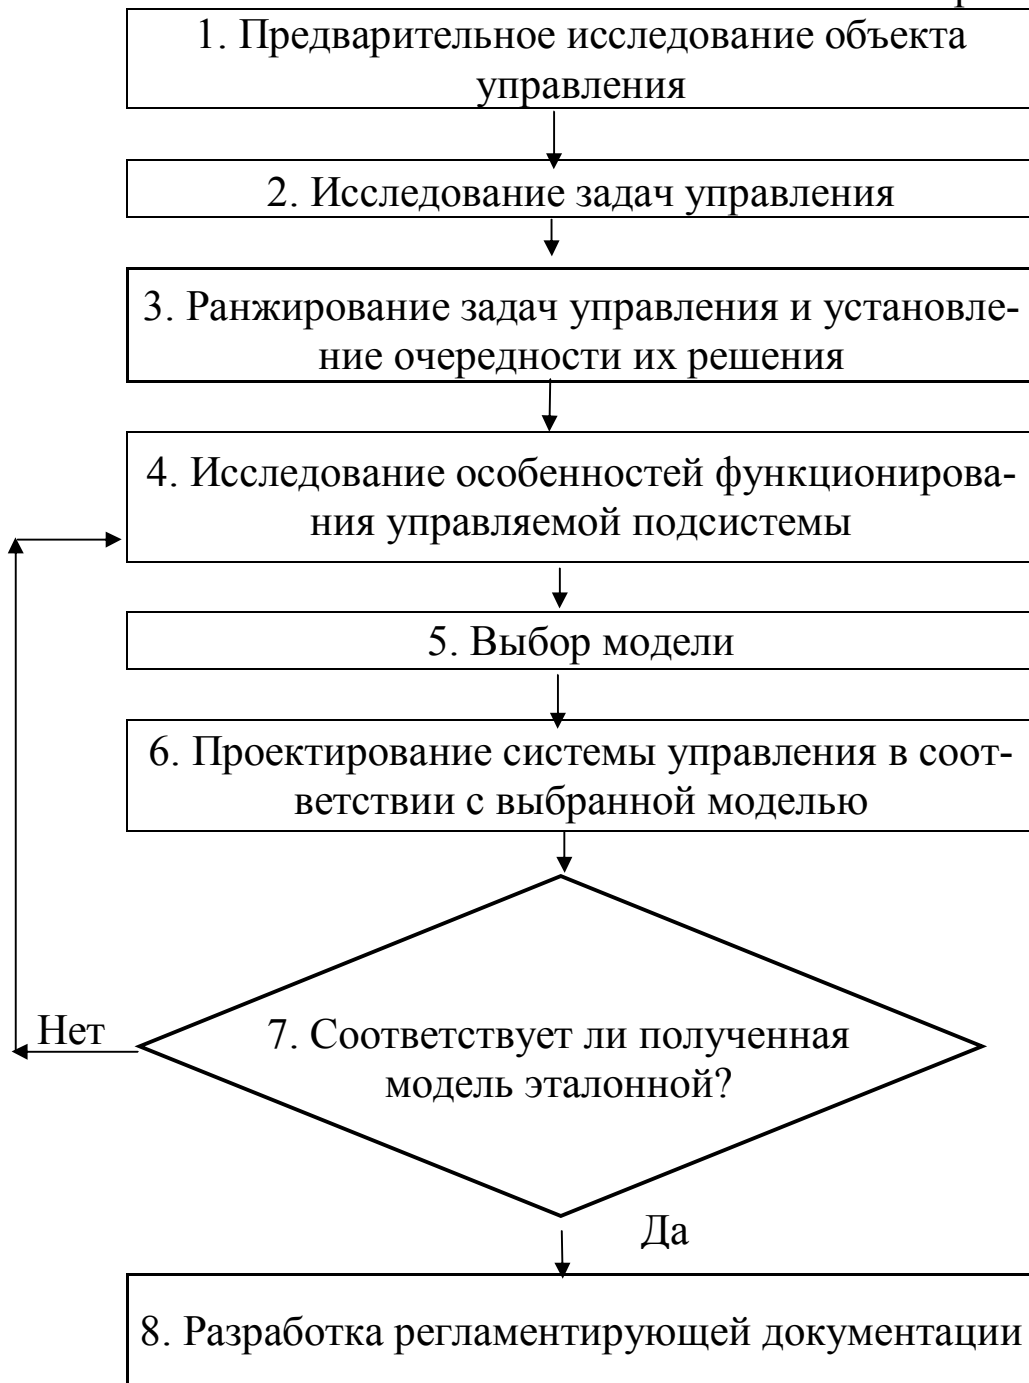 1. Предварительное исследование объекта
управления
2. Исследование задач управления
3. Ранжирование задач управления и установле-
ние очередности их решения
4. Исследование особенностей функционирова-
ния управляемой подсистемы
5. Выбор модели
6. Проектирование системы управления в соот-
ветствии с выбранной моделью
Нет
7. Соответствует ли полученная
модель эталонной?
Да
8. Разработка регламентирующей документации